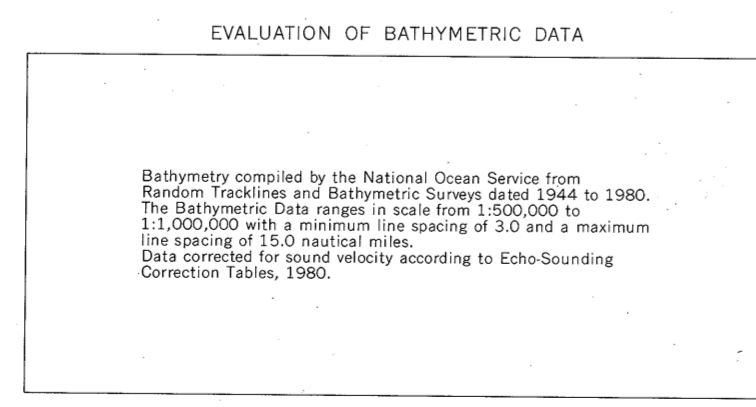 EVALUATION OF BATHYMETRIC DATA
Bathymetry compiled by the National Ocean Service from
Random Tracklines and Bathymetric Surveys dated 1944 to 1980.
The Bathymetric Data ranges in scale from 1:500,000 to
1:1,000,000 with a minimum line spacing of 3.0 and a maximum
line spacing of 15.0 nautical miles.
Data corrected for sound velocity according to Echo-Sounding
Correction Tables, 1980.